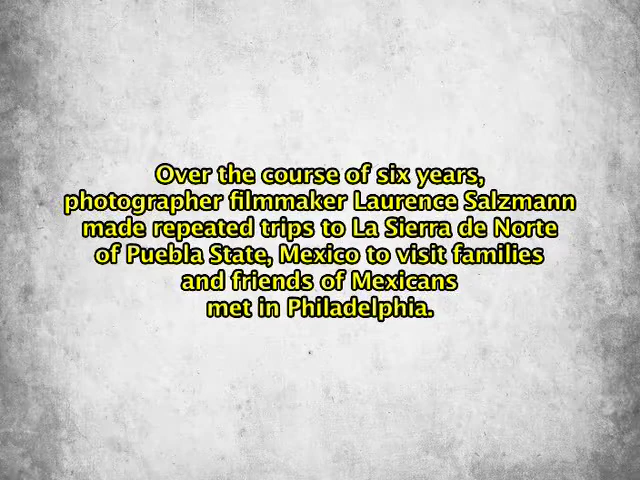 Over the course of six years,
photographer filmmaker Laurence Salzmann
made repeated trips to La Sierra de Norte
of Puebla State, Mexico to visit families
and friends of Mexicans
met in Philadelphia.